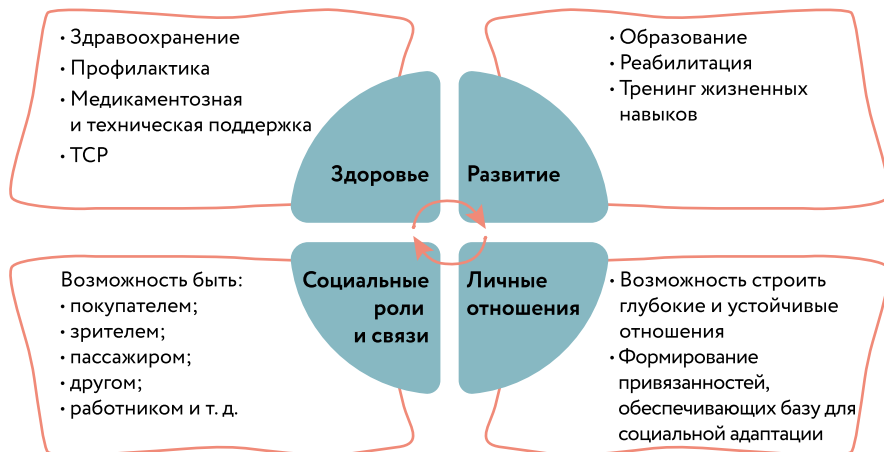 • Здравоохранение
• Профилактика
• Медикаментозная
и техническая поддержка
• ТСР
Здоровье
• Образование
• Реабилитация
• Тренинг жизненных
навыков
Развитие
Возможность быть:
• покупателем;
• зрителем;
• пассажиром;
• другом;
• работником и т. д.
Социальные
роли
и связи
Личные
отношения
• Возможность строить
глубокие и устойчивые
отношения
• Формирование
привязанностей,
обеспечивающих базу для
социальной адаптации